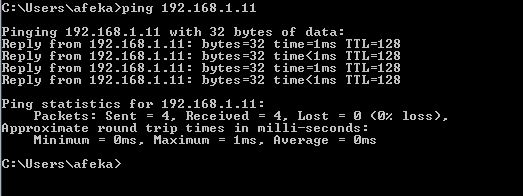 C:\Users\afeka>ping 192.168.1.11
Pinging 192.168.1.11 with 32 bytes of data:
Reply from 192.168.1.11: bytes=32 time=1ms TTL=128
Reply from 192.168.1.11: bytes=32 time<1ms TTL=128
Reply from 192.168.1.11: bytes=32 time<1ms TTL=128
Reply from 192.168.1.11: bytes=32 time<1ms TTL=128
Ping statistics for 192.168.1.11:
    Packets: Sent = 4, Received = 4, Lost = 0 (0% loss),
Approximate round trip times in milli-seconds:
    Minimum = 0ms, Maximum = 1ms, Average = 0ms
C:\Users\afeka>